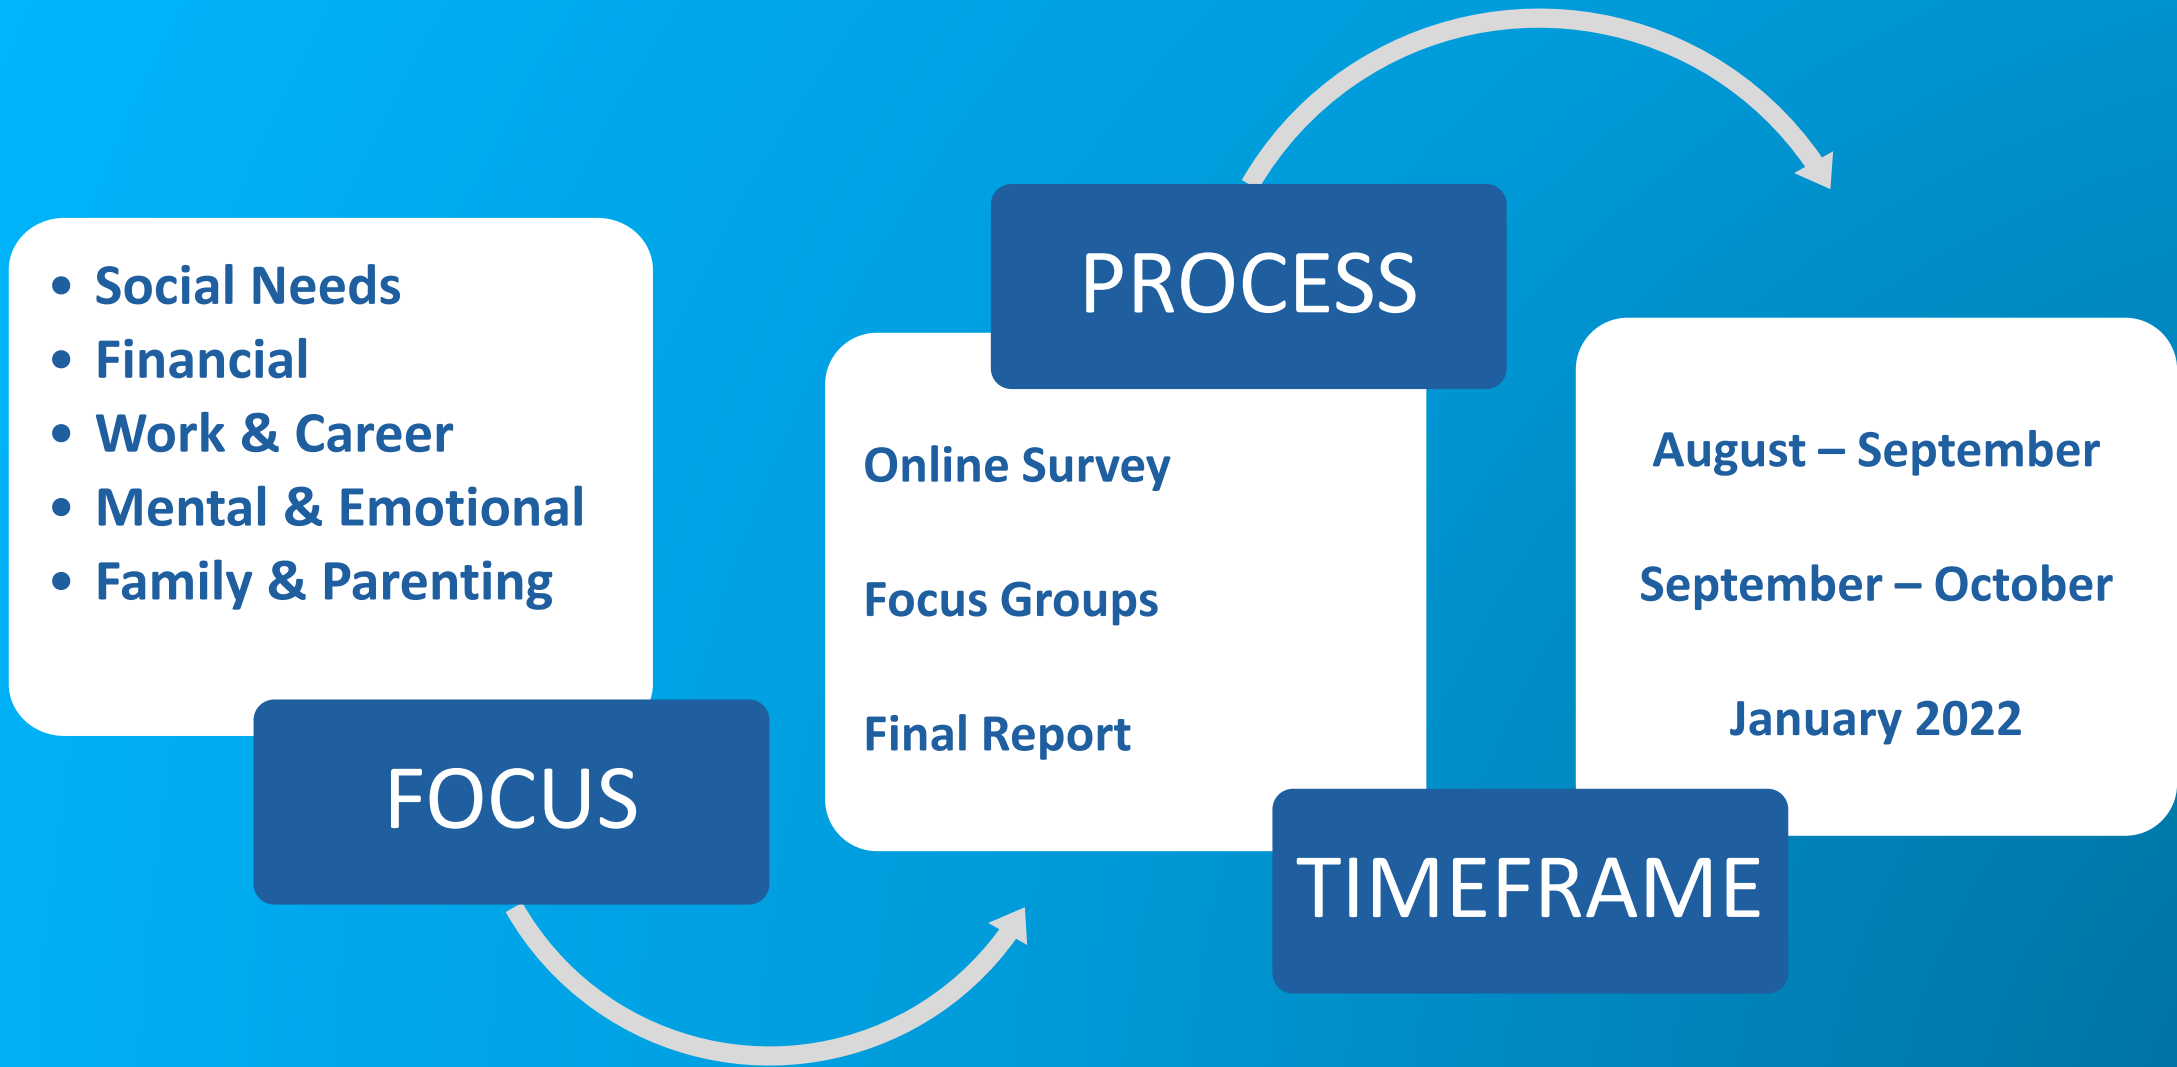 • Social Needs
• Financial
• Work & Career
• Mental & Emotional
• Family & Parenting
FOCUS
PROCESS
Online Survey
Focus Groups
Final Report
August – September
September – October
January 2022
TIMEFRAME